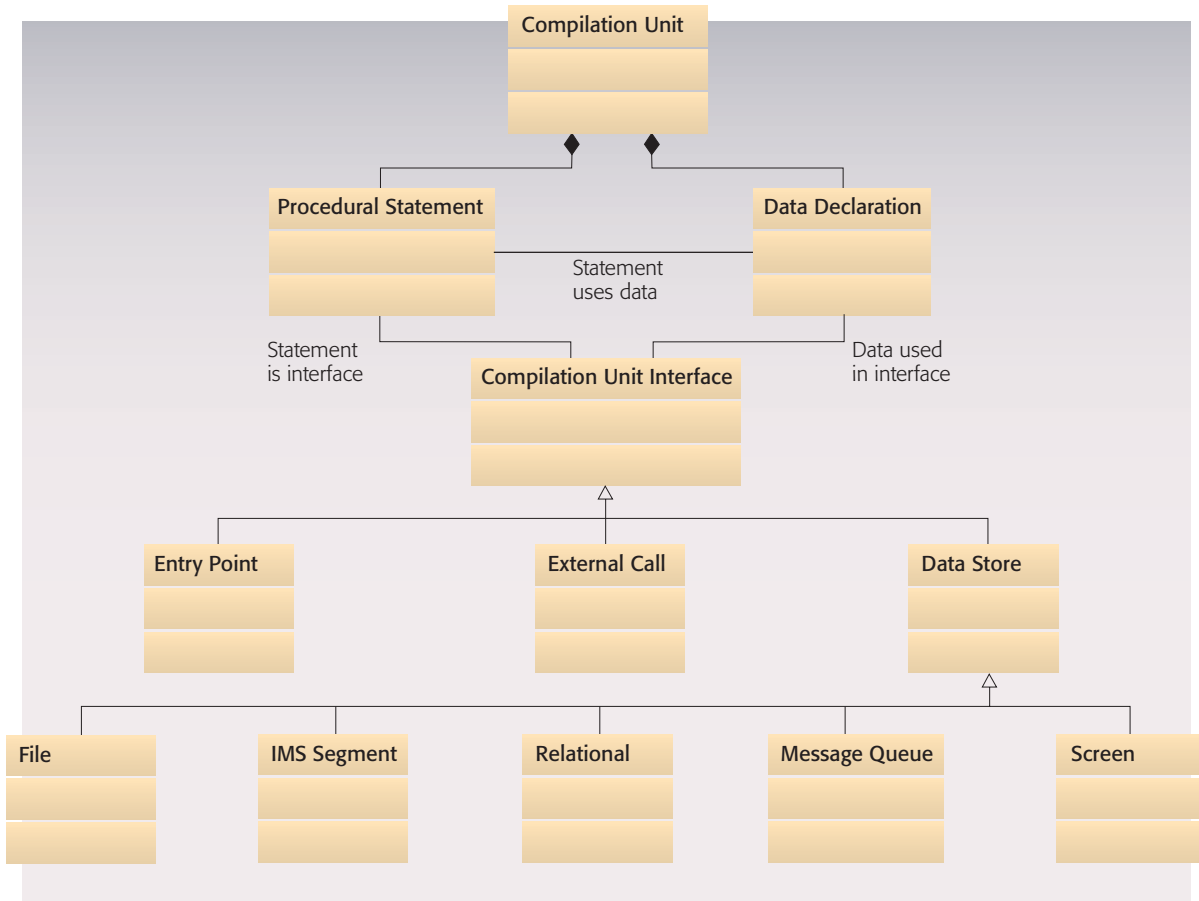 Compilation Unit
Procedural Statement
Data Declaration
Statement
uses data
Statement
is interface
Data used
in interface
Compilation Unit Interface
Entry Point
External Call
Data Store
File
IMS Segment
Relational
Message Queue
Screen